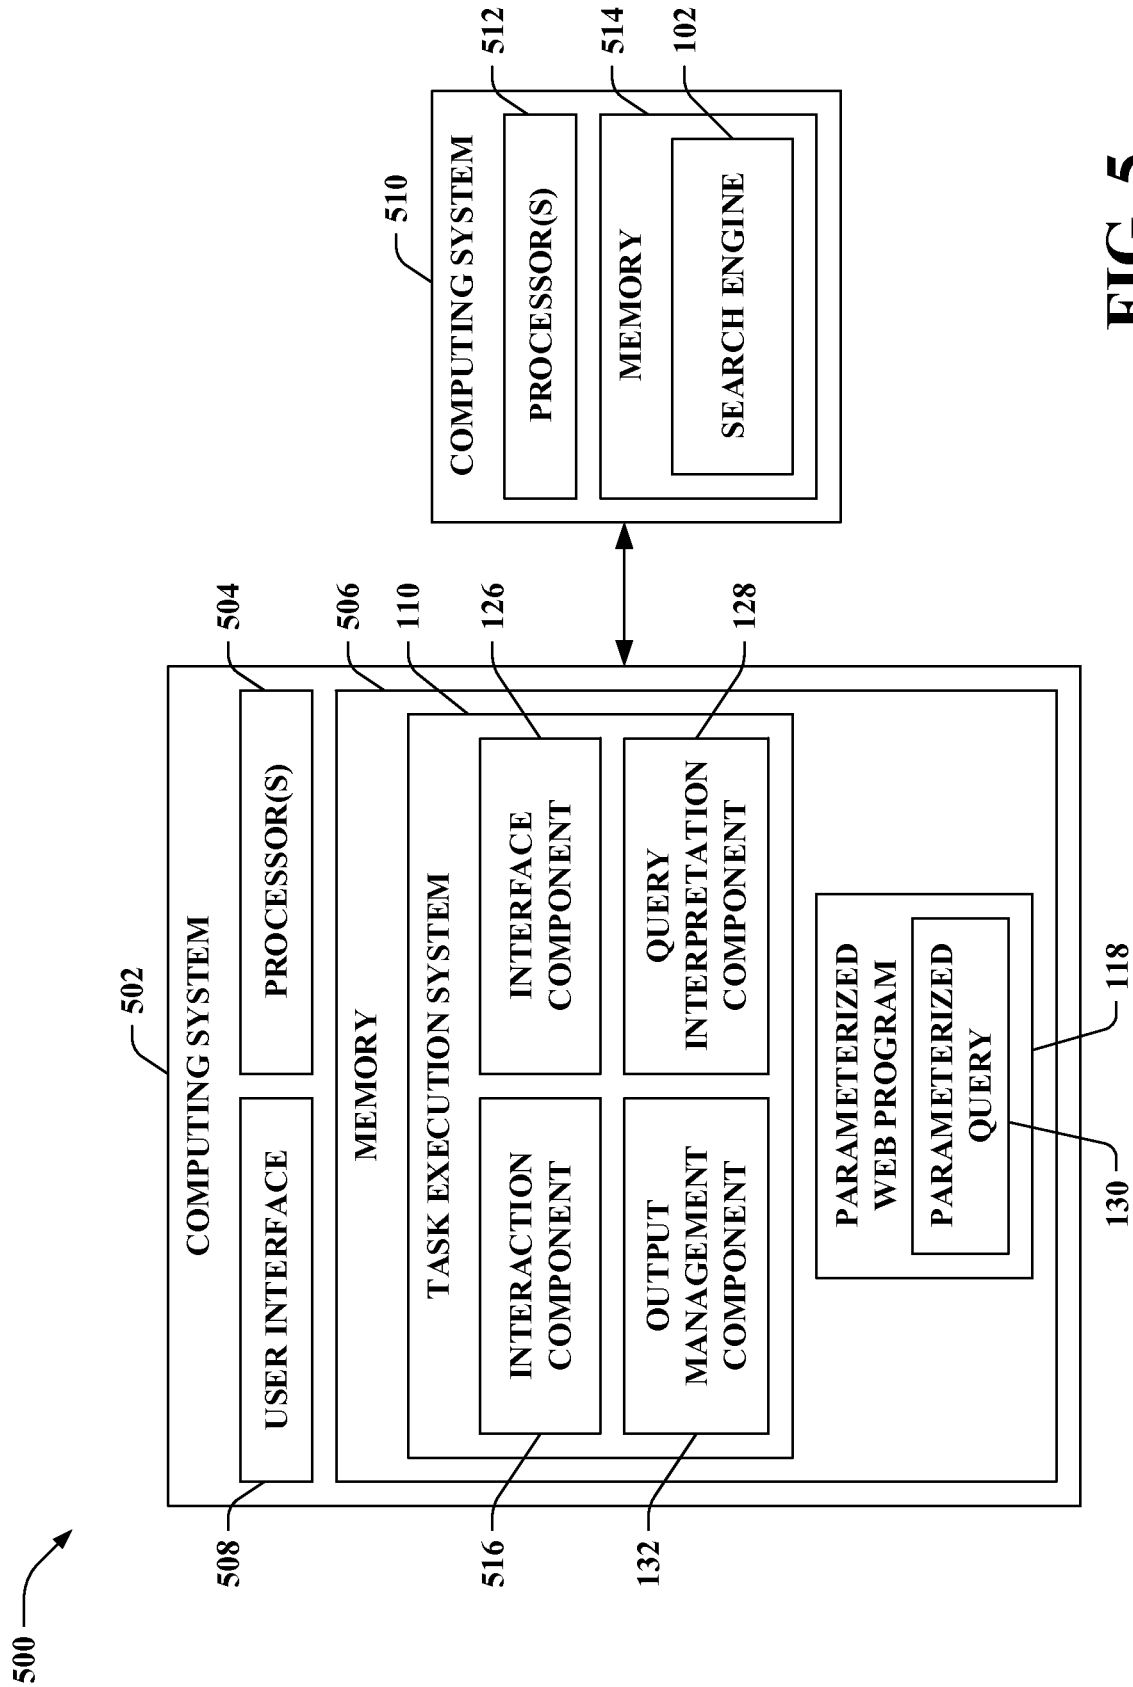 500
502
COMPUTING SYSTEM
508
USER INTERFACE
PROCESSOR(S)
504
MEMORY
506
TASK EXECUTION SYSTEM
110
516
INTERACTION
COMPONENT
INTERFACE
COMPONENT
126
132
OUTPUT
MANAGEMENT
COMPONENT
QUERY
INTERPRETATION
COMPONENT
128
PARAMETERIZED
WEB PROGRAM
PARAMETERIZED
QUERY
130
118
510
COMPUTING SYSTEM
PROCESSOR(S)
512
MEMORY
514
SEARCH ENGINE
102
FIG. 5